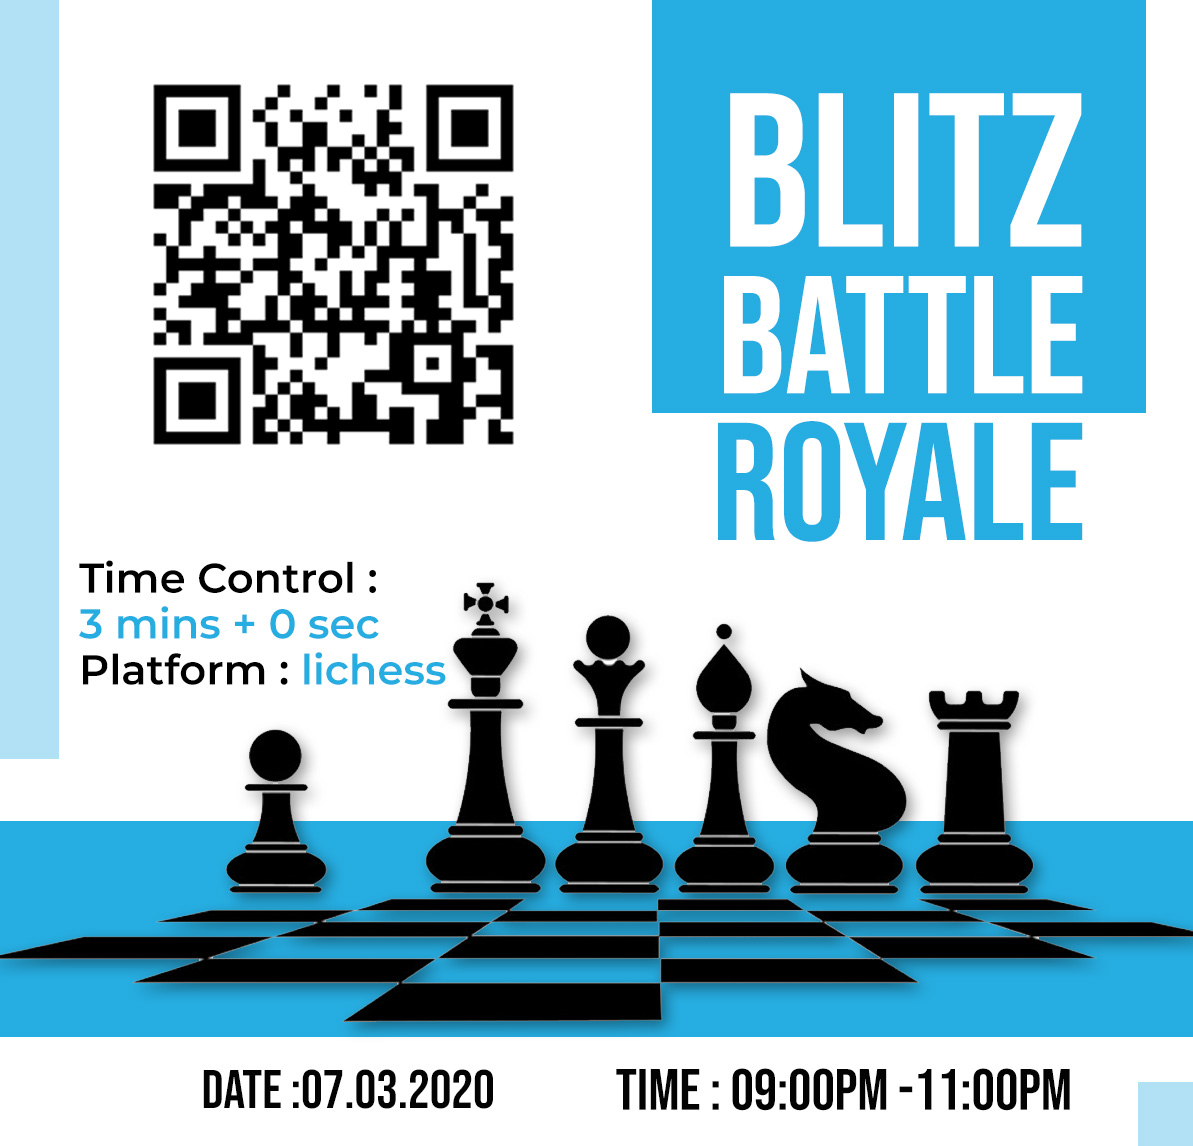 BLITZ
BATTLE
ROYALE
Time Control :
3 mins + 0 sec
Platform : lichess
DATE :07.03.2020
TIME : 09:00PM -11:00PM